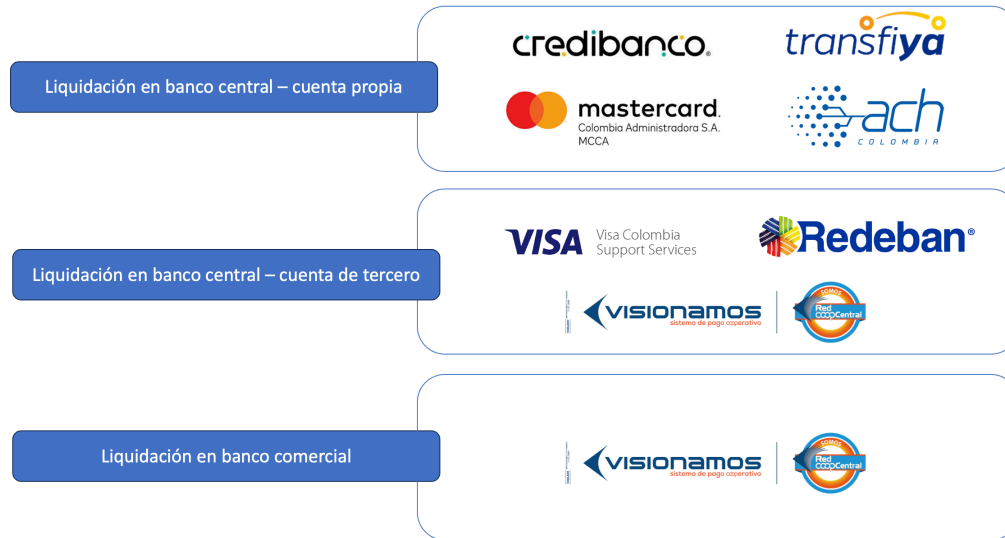 credibanco.
transfiya
Liquidación en banco central – cuenta propia
mastercard.
Colombia Administradora S.A.
MCCA
ach
COLOMBIA
VISA
Visa Colombia
Support Services
Redeban®
Liquidación en banco central – cuenta de tercero
visionamos
sistema de pago cooperativo
SOMOS
Red
coopCentral
Liquidación en banco comercial
visionamos
sistema de pago cooperativo
SOMOS
Red
coopCentral